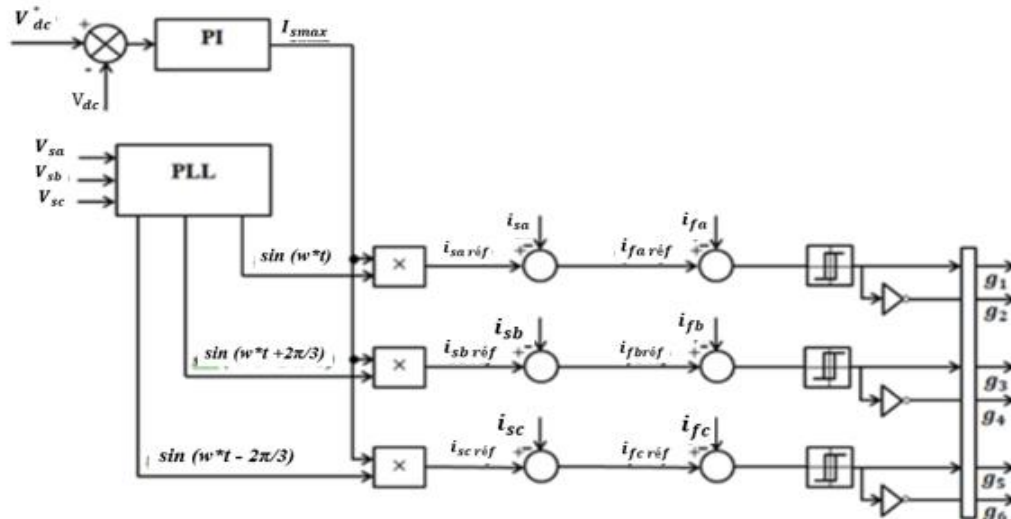 V*dc
+
-
Vdc
PI
Ismax
Vsa
Vsb
Vsc
PLL
sin (w*t)
sin (w*t +2π/3)
sin (w*t - 2π/3)
×
isa réf
isa
+-
ifa réf
ifa
+-
g1
g2
×
isb réf
isb
+-
ifbréf
ifb
+-
g3
g4
×
isc réf
isc
+-
ifc réf
ifc
+-
g5
g6